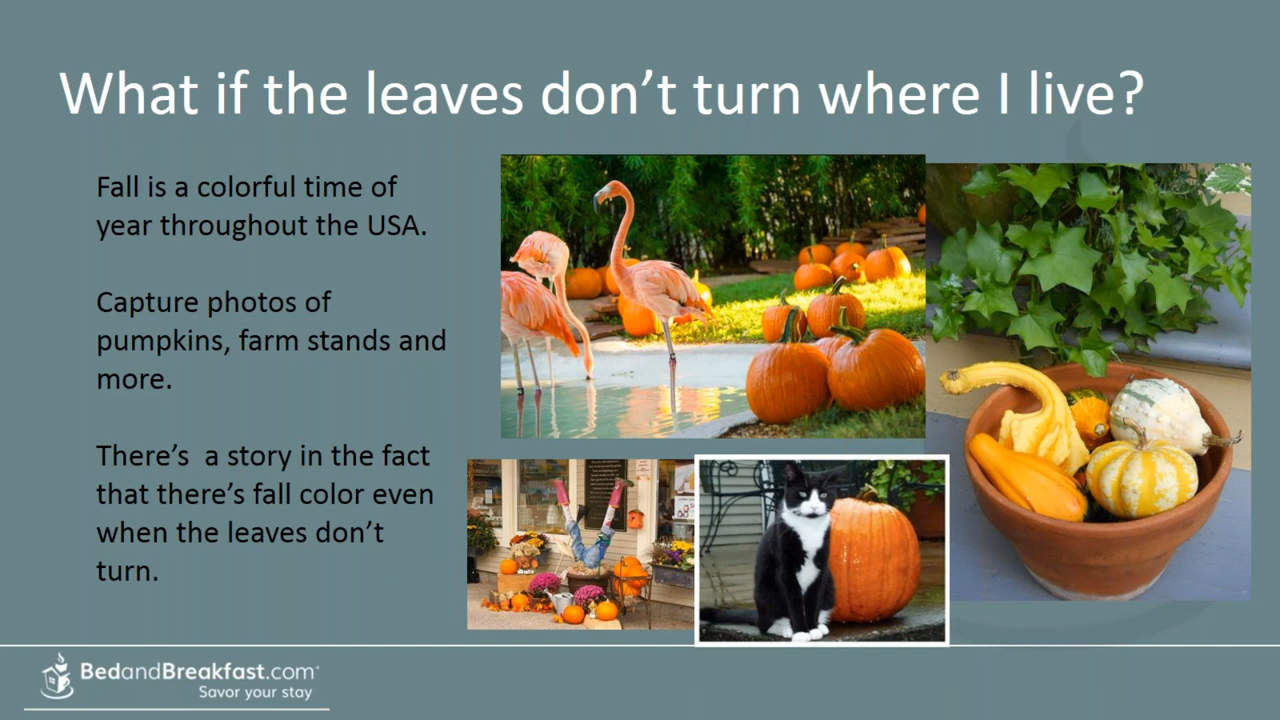 What if the leaves don't turn where I live?
Fall is a colorful time of
year throughout the USA.
Capture photos of
pumpkins, farm stands and
more.
There's  a story in the fact
that there's fall color even
when the leaves don't
turn.
BedandBreakfast.com
Savor your stay